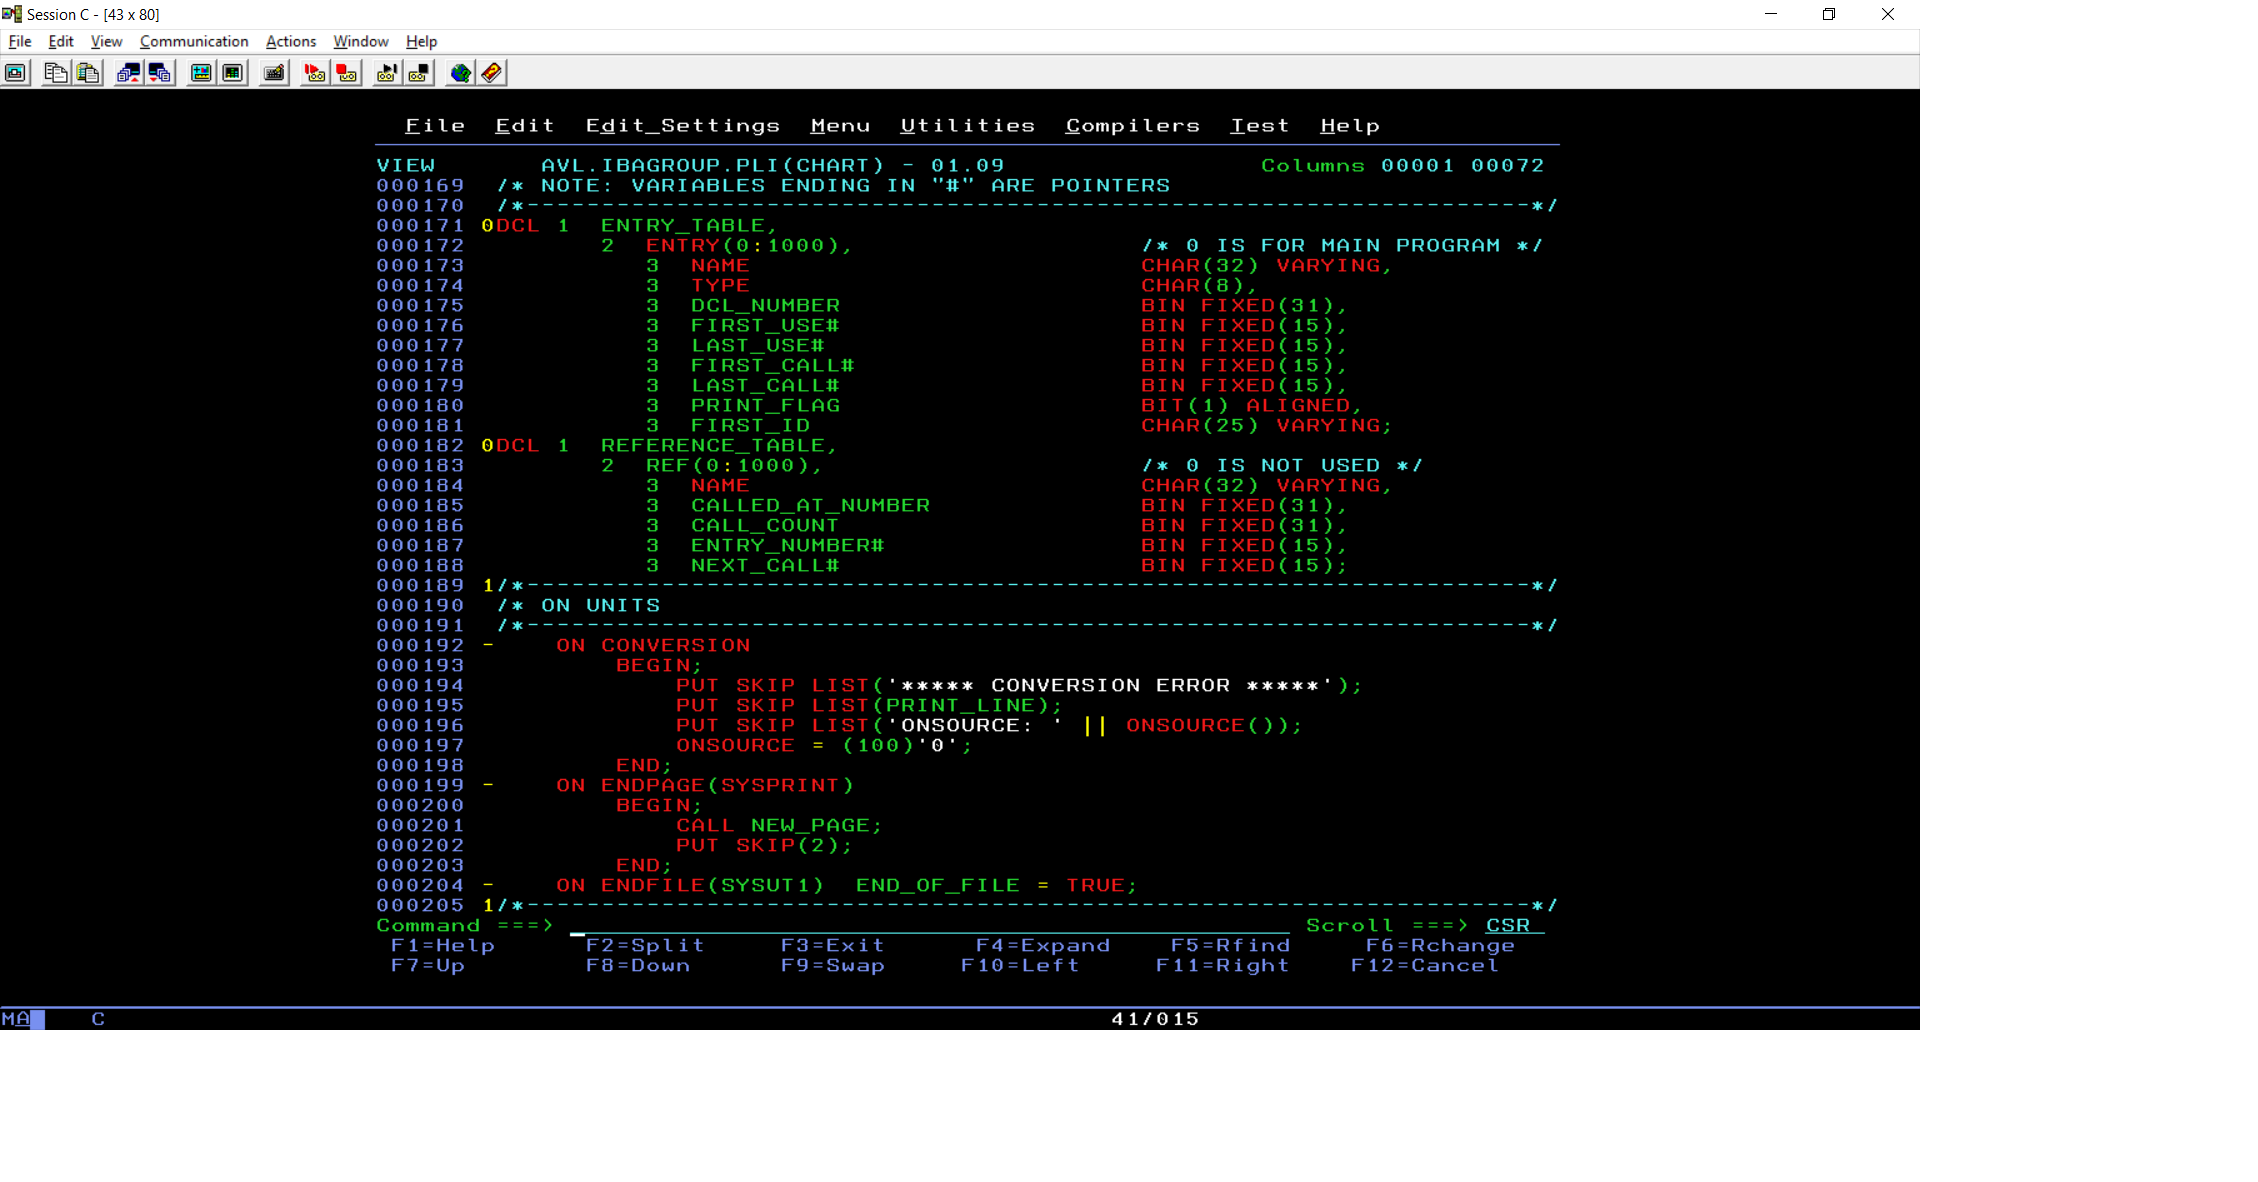 Session C - [43 x 80]
File Edit View Communication Actions Window Help
File  Edit  Edit_Settings  Menu  Utilities  Compilers  Test  Help
VIEW       AVL.IBAGROUP.PLI(CHART) - 01.09                 Columns 00001 00072
000169  /* NOTE: VARIABLES ENDING IN "#" ARE POINTERS
000170  /*-------------------------------------------------------------------*/
000171 0DCL 1  ENTRY_TABLE,
000172         2  ENTRY(0:1000),                   /* 0 IS FOR MAIN PROGRAM */
000173            3  NAME                          CHAR(32) VARYING,
000174            3  TYPE                          CHAR(8),
000175            3  DCL_NUMBER                    BIN FIXED(31),
000176            3  FIRST_USE#                    BIN FIXED(15),
000177            3  LAST_USE#                     BIN FIXED(15),
000178            3  FIRST_CALL#                   BIN FIXED(15),
000179            3  LAST_CALL#                    BIN FIXED(15),
000180            3  PRINT_FLAG                    BIT(1) ALIGNED,
000181            3  FIRST_ID                      CHAR(25) VARYING;
000182 0DCL 1  REFERENCE_TABLE,
000183         2  REF(0:1000),                     /* 0 IS NOT USED */
000184            3  NAME                          CHAR(32) VARYING,
000185            3  CALLED_AT_NUMBER              BIN FIXED(31),
000186            3  CALL_COUNT                    BIN FIXED(31),
000187            3  ENTRY_NUMBER#                 BIN FIXED(15),
000188            3  NEXT_CALL#                    BIN FIXED(15);
000189 1/*-------------------------------------------------------------------*/
000190  /* ON UNITS
000191  /*-------------------------------------------------------------------*/
000192 -    ON CONVERSION
000193          BEGIN;
000194              PUT SKIP LIST('***** CONVERSION ERROR *****');
000195              PUT SKIP LIST(PRINT_LINE);
000196              PUT SKIP LIST('ONSOURCE: ' || ONSOURCE());
000197              ONSOURCE = (100)'0';
000198          END;
000199 -    ON ENDPAGE(SYSPRINT)
000200          BEGIN;
000201              CALL NEW_PAGE;
000202              PUT SKIP(2);
000203          END;
000204 -    ON ENDFILE(SYSUT1)  END_OF_FILE = TRUE;
000205 1/*-------------------------------------------------------------------*/
Command ===>                                                  Scroll ===> CSR
F1=Help      F2=Split     F3=Exit      F4=Expand    F5=Rfind     F6=Rchange
F7=Up        F8=Down      F9=Swap     F10=Left     F11=Right    F12=Cancel
MA    C    41/015